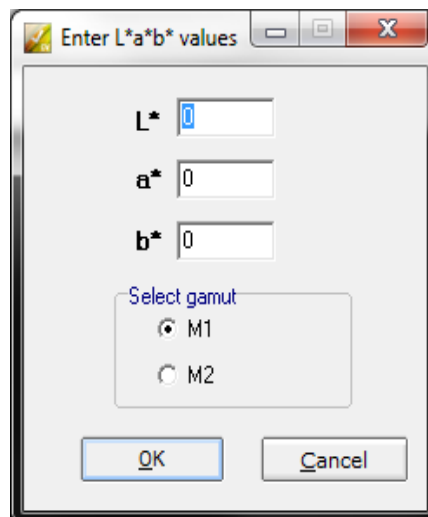 Enter L*a*b* values
L* 0
a* 0
b* 0
Select gamut
M1
M2
OK Cancel